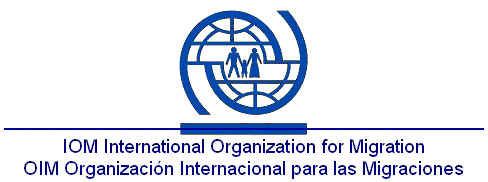 IOM International Organization for Migration
OIM Organización Internacional para las Migraciones